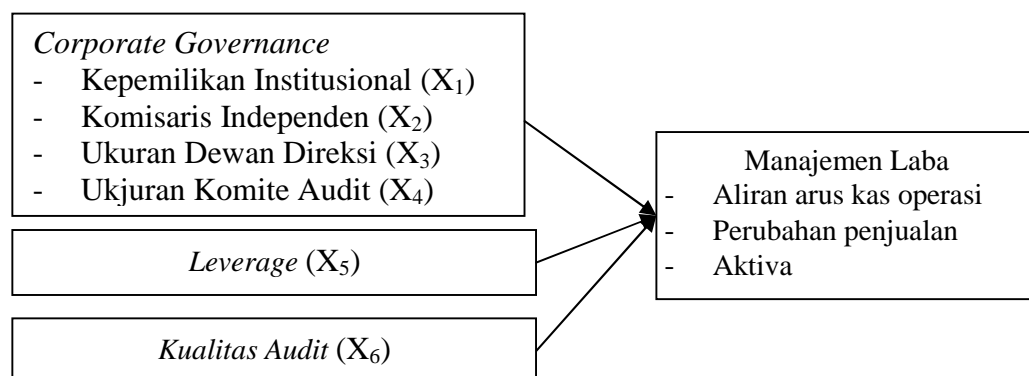 Corporate Governance
- Kepemilikan Institusional (X₁)
- Komisaris Independen (X₂)
- Ukuran Dewan Direksi (X₃)
- Ukjuran Komite Audit (X₄)
Leverage (X₅)
Kualitas Audit (X₆)
Manajemen Laba
- Aliran arus kas operasi
- Perubahan penjualan
- Aktiva